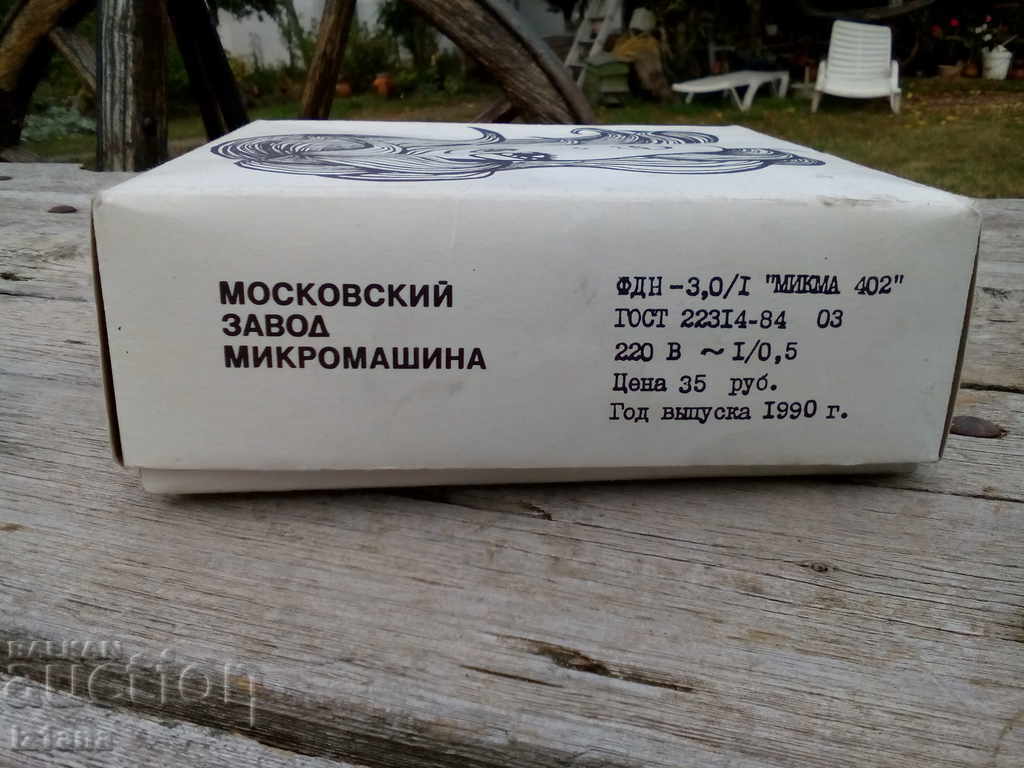 МОСКОВСКИЙ
ЗАВОД
МИКРОМАШИНА
ФДН-3,0/I "МИКМА 402"
ГОСТ 22314-84 03
220 В ~ I/0,5
Цена 35 руб.
Год выпуска 1990 г.
BALKAN
auction
iziana